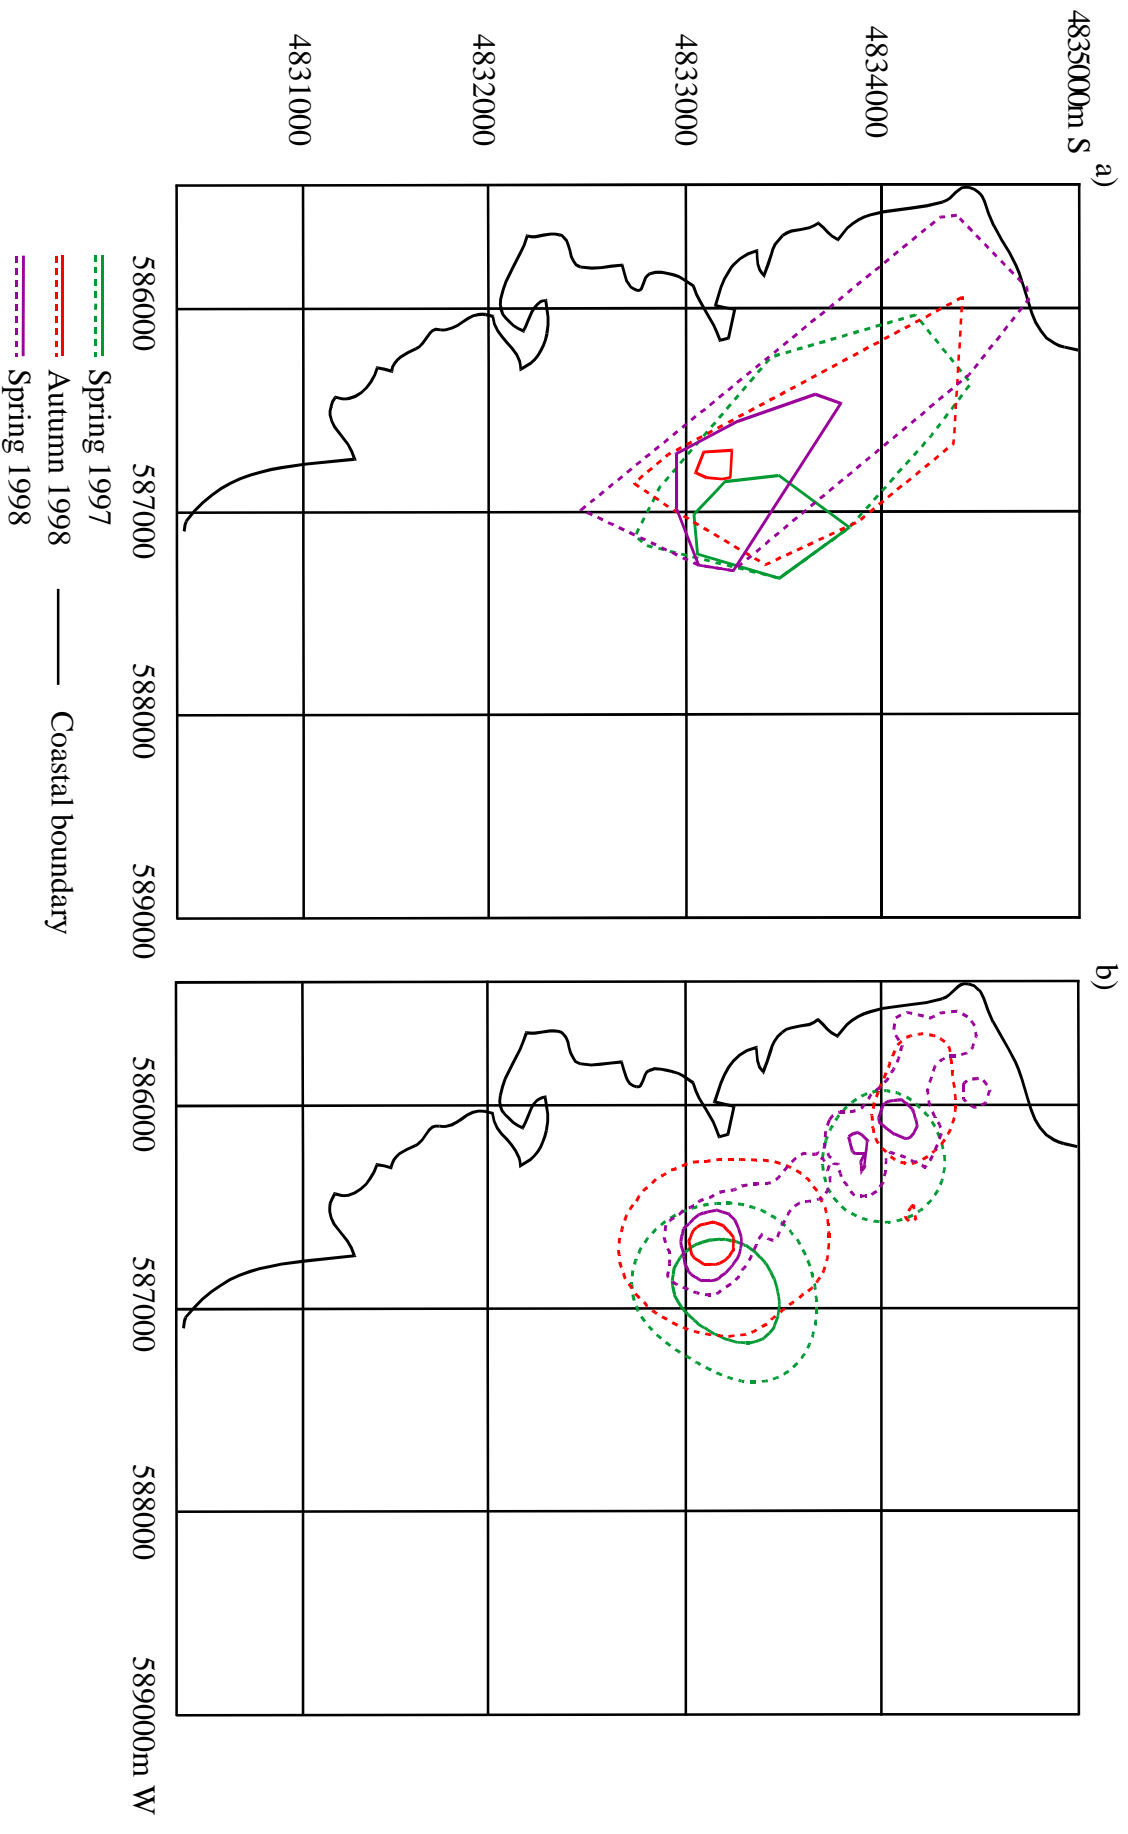 a)
4835000m S
4834000
4833000
4832000
4831000
586000
587000
588000
589000
b)
586000
587000
588000
589000m W
Spring 1997
Autumn 1998
Spring 1998
Coastal boundary